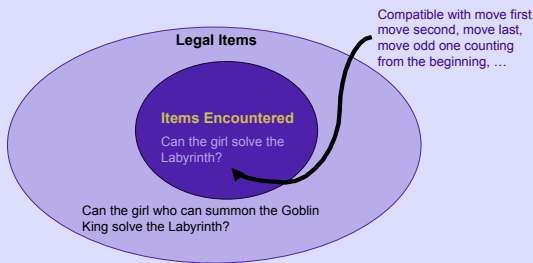 Compatible with move first
move second, move last,
move odd one counting
from the beginning, …
Legal Items
Items Encountered
Can the girl solve the
Labyrinth?
Can the girl who can summon the Goblin
King solve the Labyrinth?